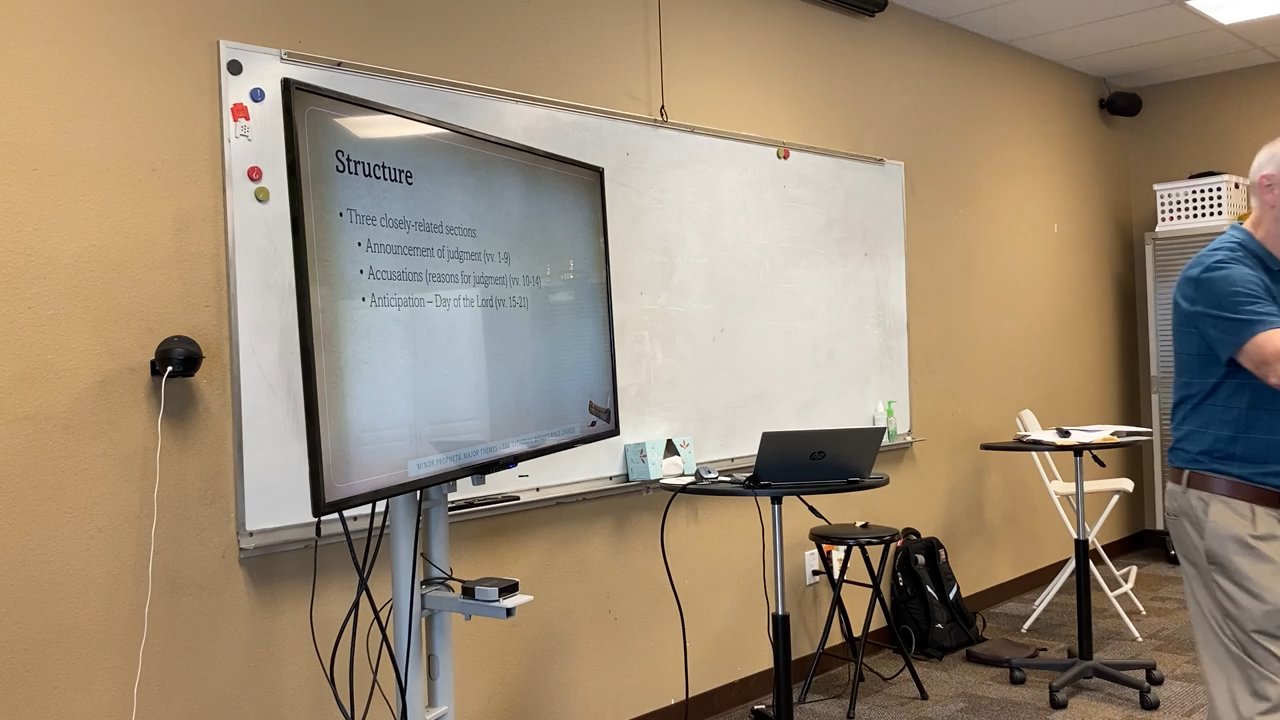 Structure
• Three closely-related sections:
• Announcement of judgment (vv. 1-9)
• Accusations (reasons for judgment) (vv. 10-14)
• Anticipation – Day of the Lord (vv. 15-21)
MINOR PROPHETS, MAJOR THEMES -
hp